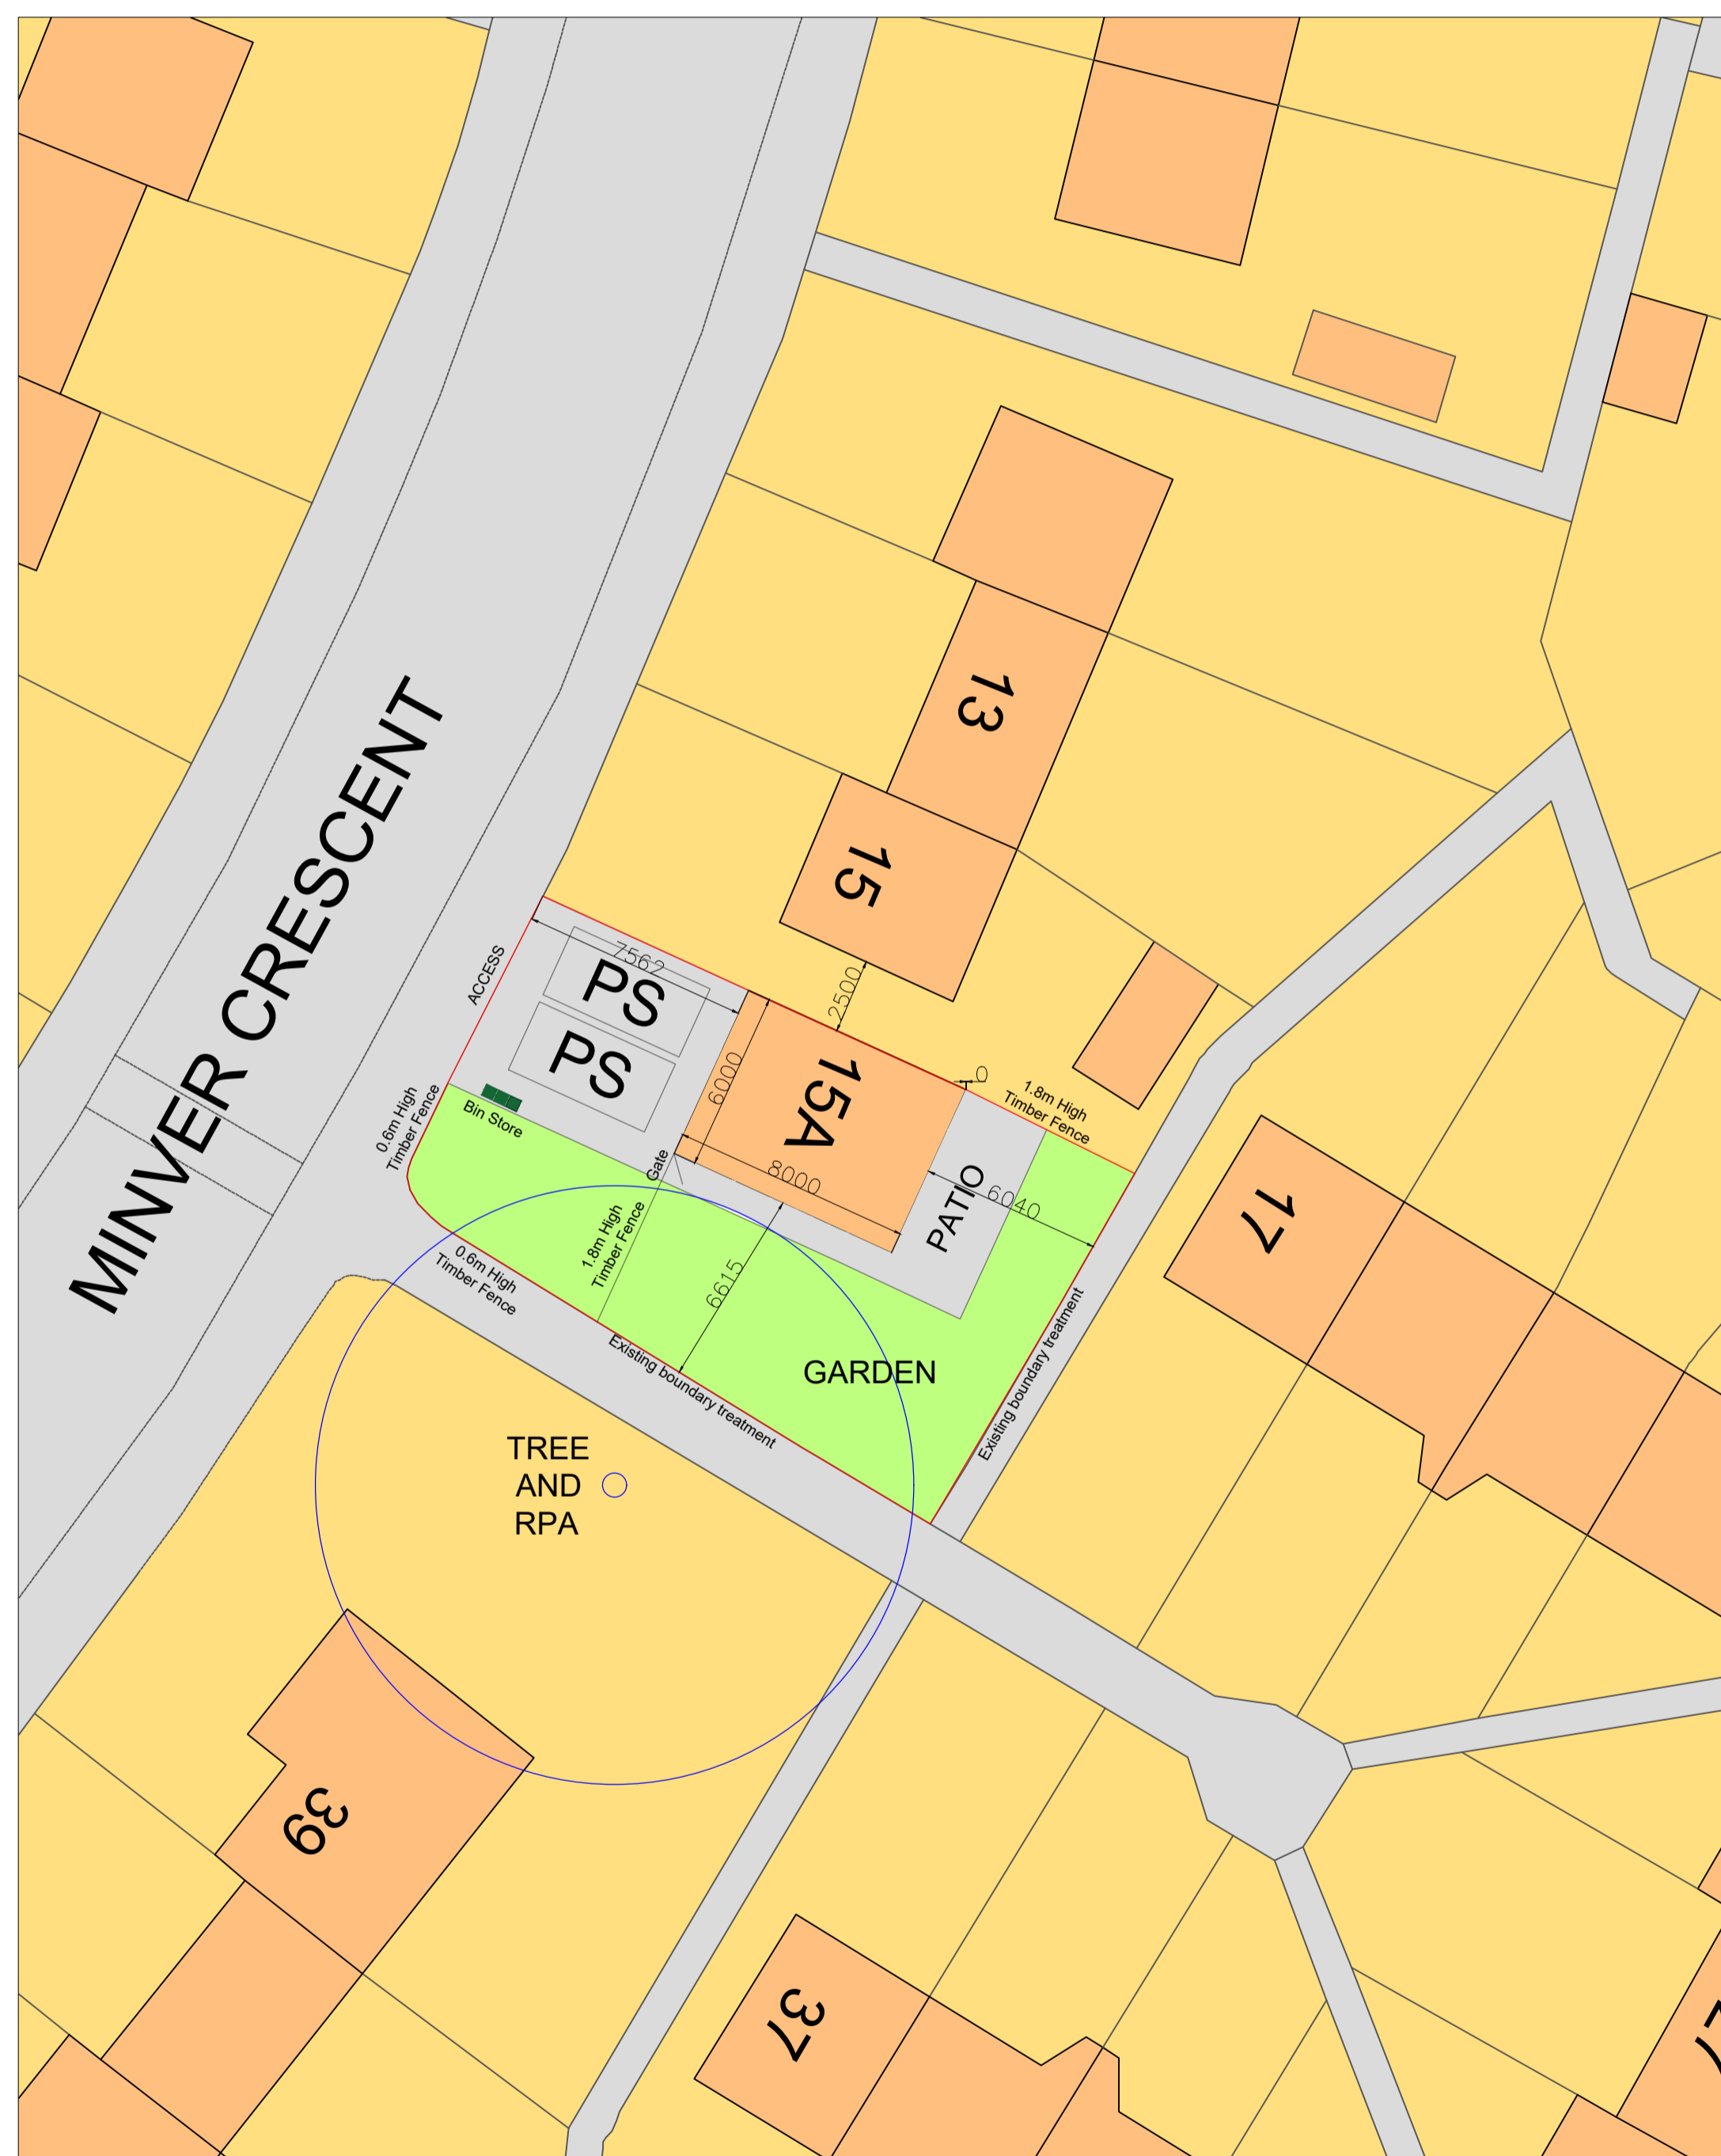 13
15
MINVER CRESCENT
ACCESS
7562
PS
PS
2500
6000
15A
0
1.8m High
Timber Fence
0.6m High
Timber Fence
Bin Store
Gate
8000
PATIO
6040
17
1.8m High
Timber Fence
0.6m High
Timber Fence
6615
Existing boundary treatment
GARDEN
Existing boundary treatment
TREE
AND
RPA
39
37